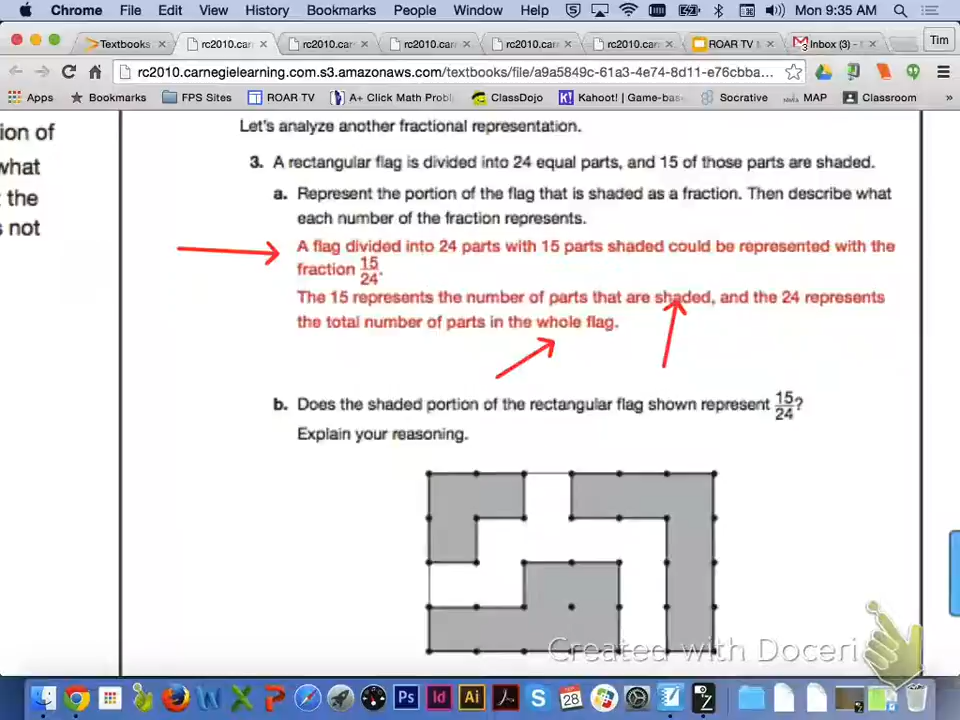 Chrome File Edit View History Bookmarks People Window Help Mon 9:35 AM
Textbooks rc2010.car rc2010.car rc2010.car rc2010.car rc2010.car ROAR TV Inbox (3) - Tim
rc2010.carnegielearning.com.s3.amazonaws.com/textbooks/file/a9a5849c-61a3-4e74-8d11-e76cbba...
Apps Bookmarks FPS Sites ROAR TV A+ Click Math Probl Kahoot! | ClassDojo Kahoot! | Game-bas Socrative MAP Classroom »
ion of
what
the
s not
Let's analyze another fractional representation.
3. A rectangular flag is divided into 24 equal parts, and 15 of those parts are shaded.
a. Represent the portion of the flag that is shaded as a fraction. Then describe what
each number of the fraction represents.
A flag divided into 24 parts with 15 parts shaded could be represented with the
fraction 15/24.
The 15 represents the number of parts that are shaded, and the 24 represents
the total number of parts in the whole flag.
b. Does the shaded portion of the rectangular flag shown represent 15/24?
Explain your reasoning.
Created with Doceri
Ps Id Ai S 28 Z